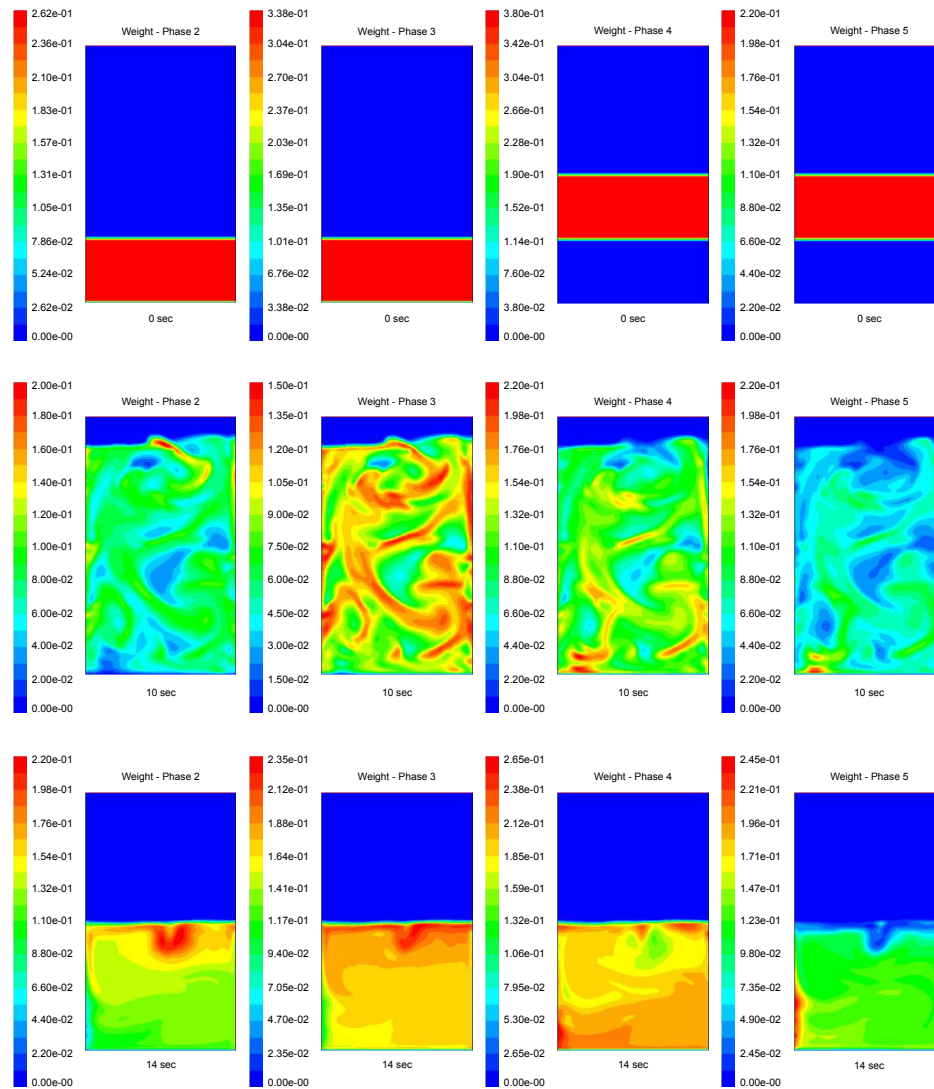 Weight - Phase 2
2.62e-01
2.36e-01
2.10e-01
1.83e-01
1.57e-01
1.31e-01
1.05e-01
7.86e-02
5.24e-02
2.62e-02
0.00e-00
0 sec
Weight - Phase 3
3.38e-01
3.04e-01
2.70e-01
2.37e-01
2.03e-01
1.69e-01
1.35e-01
1.01e-01
6.76e-02
3.38e-02
0.00e-00
0 sec
Weight - Phase 4
3.80e-01
3.42e-01
3.04e-01
2.66e-01
2.28e-01
1.90e-01
1.52e-01
1.14e-01
7.60e-02
3.80e-02
0.00e-00
0 sec
Weight - Phase 5
2.20e-01
1.98e-01
1.76e-01
1.54e-01
1.32e-01
1.10e-01
8.80e-02
6.60e-02
4.40e-02
2.20e-02
0.00e-00
0 sec
Weight - Phase 2
2.00e-01
1.80e-01
1.60e-01
1.40e-01
1.20e-01
1.00e-01
8.00e-02
6.00e-02
4.00e-02
2.00e-02
0.00e-00
10 sec
Weight - Phase 3
1.50e-01
1.35e-01
1.20e-01
1.05e-01
9.00e-02
7.50e-02
6.00e-02
4.50e-02
3.00e-02
1.50e-02
0.00e-00
10 sec
Weight - Phase 4
2.20e-01
1.98e-01
1.76e-01
1.54e-01
1.32e-01
1.10e-01
8.80e-02
6.60e-02
4.40e-02
2.20e-02
0.00e-00
10 sec
Weight - Phase 5
2.20e-01
1.98e-01
1.76e-01
1.54e-01
1.32e-01
1.10e-01
8.80e-02
6.60e-02
4.40e-02
2.20e-02
0.00e-00
10 sec
Weight - Phase 2
2.20e-01
1.98e-01
1.76e-01
1.54e-01
1.32e-01
1.10e-01
8.80e-02
6.60e-02
4.40e-02
2.20e-02
0.00e-00
14 sec
Weight - Phase 3
2.35e-01
2.12e-01
1.88e-01
1.64e-01
1.41e-01
1.17e-01
9.40e-02
7.05e-02
4.70e-02
2.35e-02
0.00e-00
14 sec
Weight - Phase 4
2.65e-01
2.38e-01
2.12e-01
1.85e-01
1.59e-01
1.32e-01
1.06e-01
7.95e-02
5.30e-02
2.65e-02
0.00e-00
14 sec
Weight - Phase 5
2.45e-01
2.21e-01
1.96e-01
1.71e-01
1.47e-01
1.23e-01
9.80e-02
7.35e-02
4.90e-02
2.45e-02
0.00e-00
14 sec